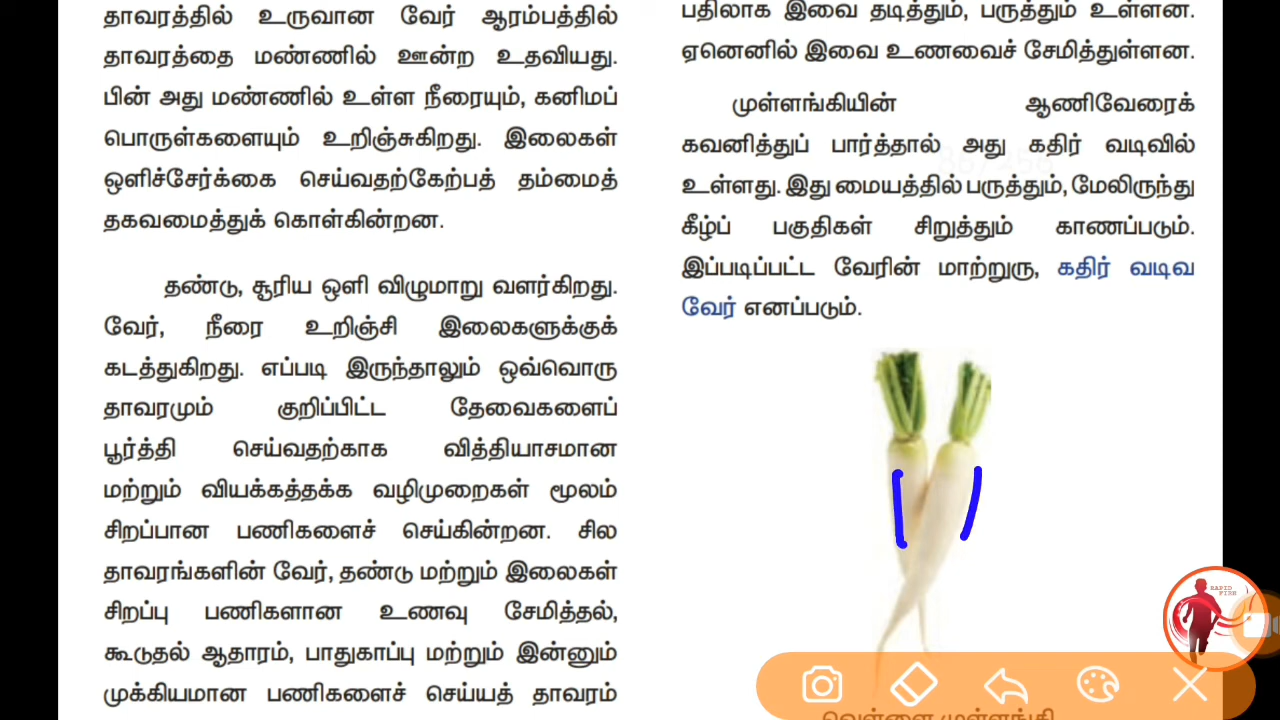 தாவரத்தில் உருவான வேர் ஆரம்பத்தில்
தாவரத்தை மண்ணில் ஊன்ற உதவியது.
பின் அது மண்ணில் உள்ள நீரையும், கனிமப்
பொருள்களையும் உறிஞ்சுகிறது. இலைகள்
ஒளிச்சேர்க்கை செய்வதற்கேற்பத் தம்மைத்
தகவமைத்துக் கொள்கின்றன.
தண்டு, சூரிய ஒளி விழுமாறு வளர்கிறது.
வேர், நீரை உறிஞ்சி இலைகளுக்குக்
கடத்துகிறது. எப்படி இருந்தாலும் ஒவ்வொரு
தாவரமும் குறிப்பிட்ட தேவைகளைப்
பூர்த்தி செய்வதற்காக வித்தியாசமான
மற்றும் வியக்கத்தக்க வழிமுறைகள் மூலம்
சிறப்பான பணிகளைச் செய்கின்றன. சில
தாவரங்களின் வேர், தண்டு மற்றும் இலைகள்
சிறப்பு பணிகளான உணவு சேமித்தல்,
கூடுதல் ஆதாரம், பாதுகாப்பு மற்றும் இன்னும்
முக்கியமான பணிகளைச் செய்யத் தாவரம்
பதிலாக இவை தடித்தும், பருத்தும் உள்ளன.
ஏனெனில் இவை உணவைச் சேமித்துள்ளன.
முள்ளங்கியின் ஆணிவேரைக்
கவனித்துப் பார்த்தால் அது கதிர் வடிவில்
உள்ளது. இது மையத்தில் பருத்தும், மேலிருந்து
கீழ்ப் பகுதிகள் சிறுத்தும் காணப்படும்.
இப்படிப்பட்ட வேரின் மாற்றுரு, கதிர் வடிவ
வேர் எனப்படும்.
வெள்ளை முள்ளங்கி
RAPID
FIRE